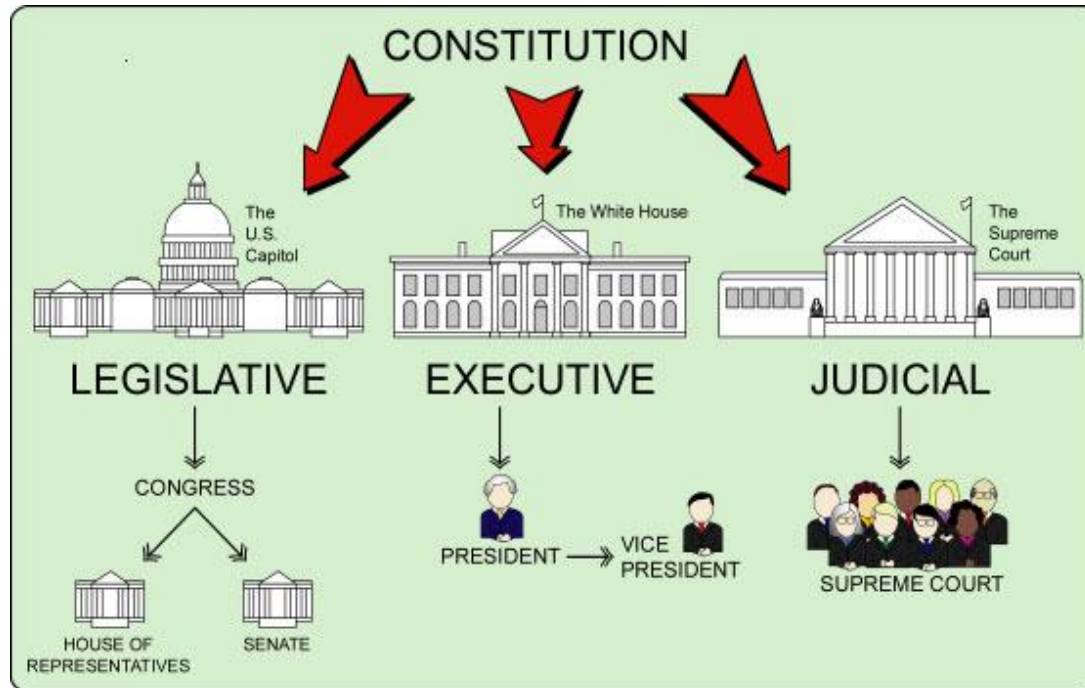 CONSTITUTION
The
U.S.
Capitol
The White House
The
Supreme
Court
LEGISLATIVE
EXECUTIVE
JUDICIAL
CONGRESS
HOUSE OF
REPRESENTATIVES
SENATE
PRESIDENT
VICE
PRESIDENT
SUPREME COURT